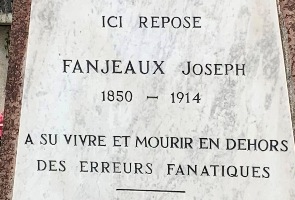 ICI REPOSE
FANJEAUX JOSEPH
1850 – 1914
A SU VIVRE ET MOURIR EN DEHORS
DES ERREURS FANATIQUES